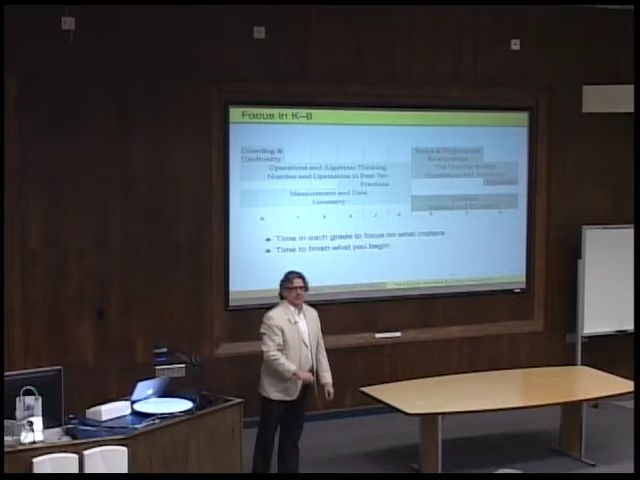 Focus in K–8
Counting &
Cardinality
Operations and Algebraic Thinking
Number and Operations in Base Ten
Fractions
Measurement and Data
Geometry
Ratios & Proportional
Relationships
The Number System
Time in each grade to focus on what matters
Time to finish what you begin